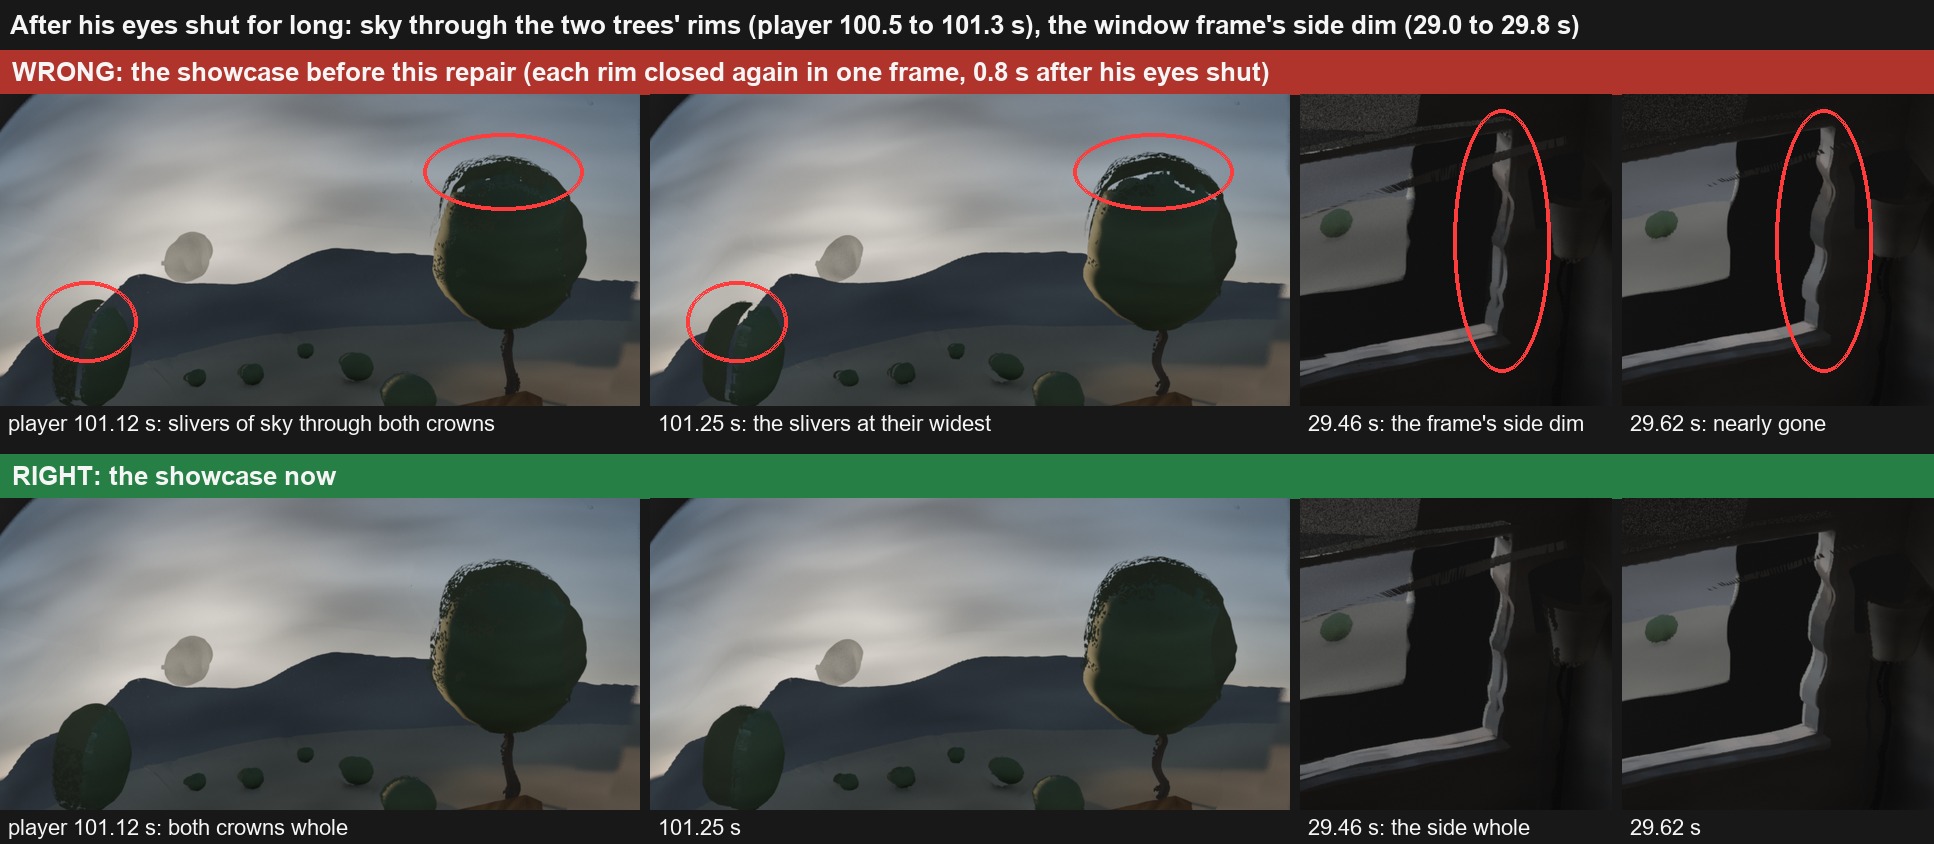 After his eyes shut for long: sky through the two trees' rims (player 100.5 to 101.3 s), the window frame's side dim (29.0 to 29.8 s)
WRONG: the showcase before this repair (each rim closed again in one frame, 0.8 s after his eyes shut)
player 101.12 s: slivers of sky through both crowns
101.25 s: the slivers at their widest
29.46 s: the frame's side dim
29.62 s: nearly gone
RIGHT: the showcase now
player 101.12 s: both crowns whole
101.25 s
29.46 s: the side whole
29.62 s